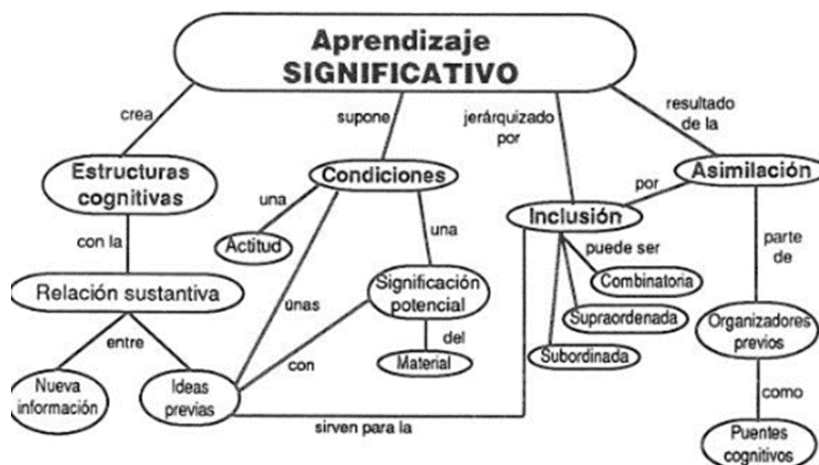 Aprendizaje
SIGNIFICATIVO
crea
supone
jerárquizado
por
resultado
de la
Estructuras
cognitivas
Condiciones
Asimilación
una
por
Inclusión
con la
Actitud
una
puede ser
parte
de
Relación sustantiva
Significación
potencial
Combinatoria
unas
Supraordenada
Organizadores
previos
entre
del
con
Material
Subordinada
Nueva
información
Ideas
previas
como
sirven para la
Puentes
cognitivos